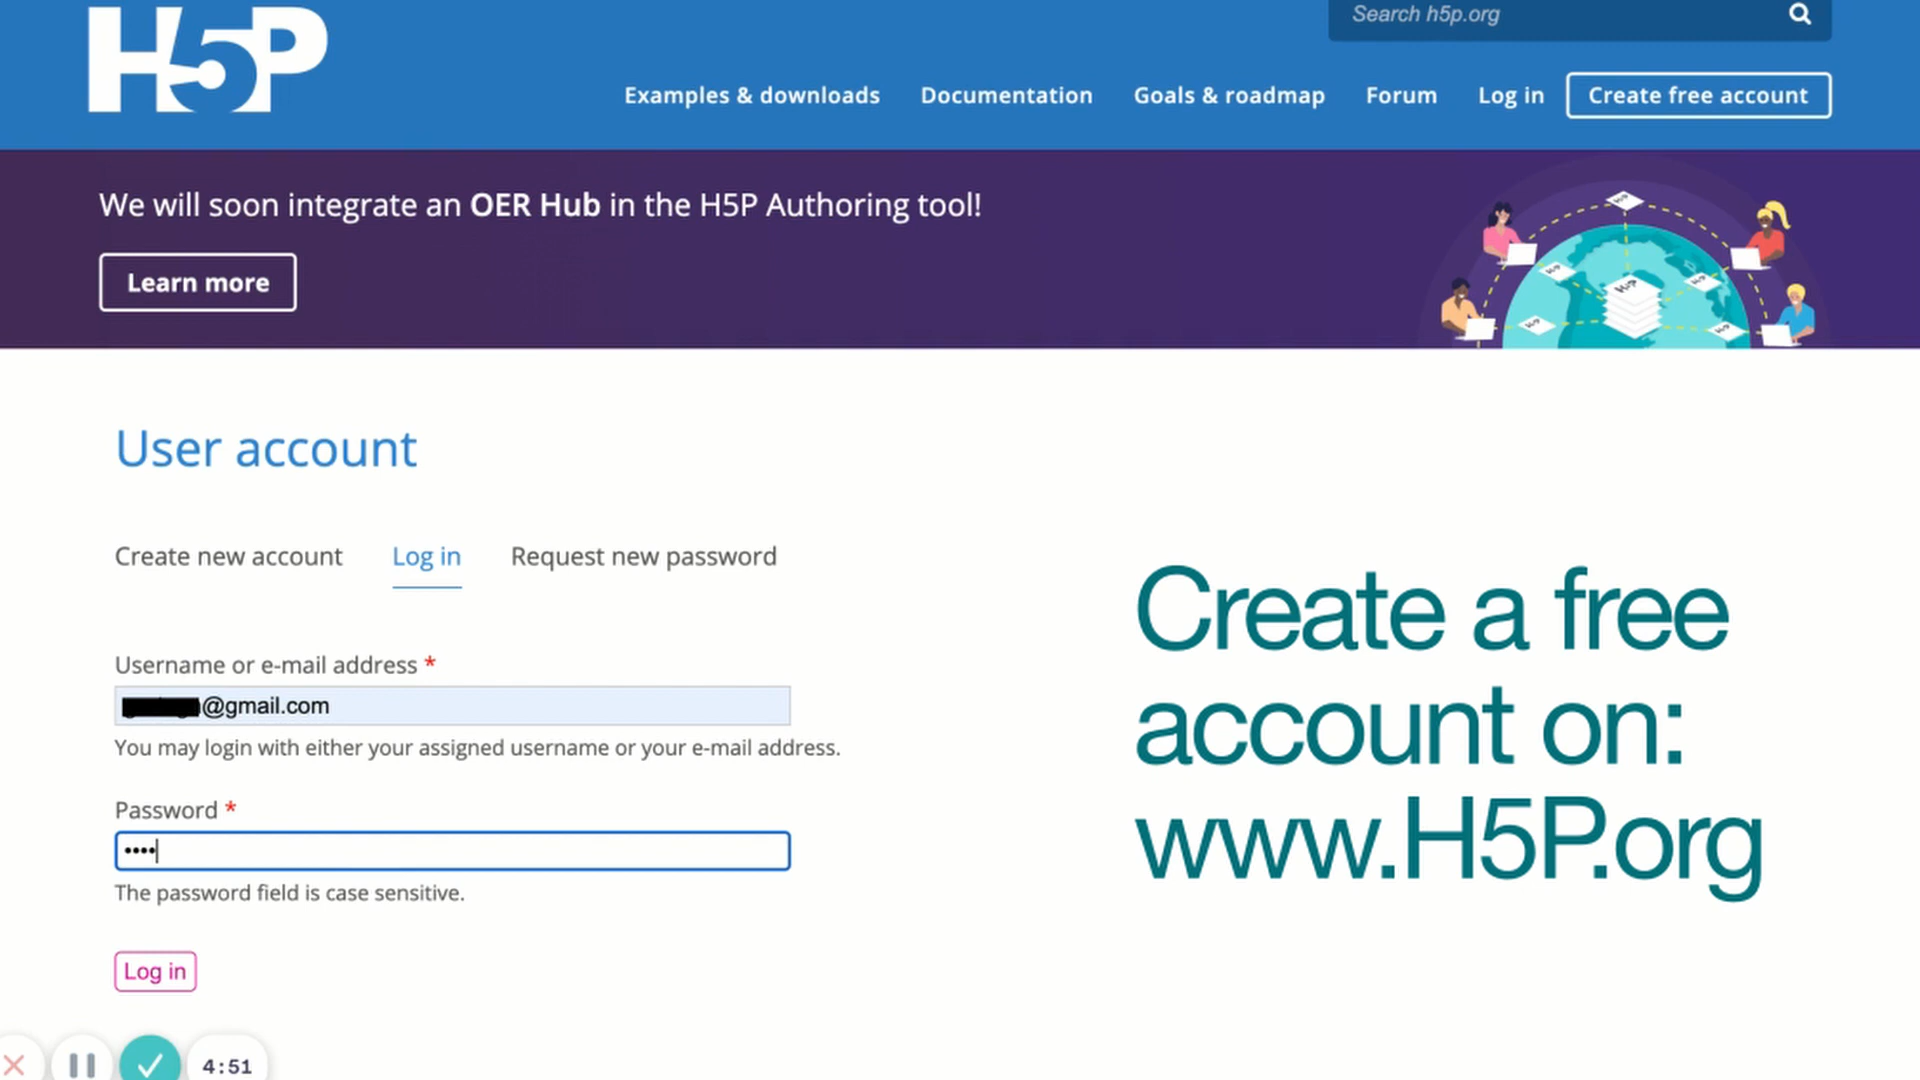 H5P
Search h5p.org
Examples & downloads Documentation Goals & roadmap Forum Log in Create free account
We will soon integrate an OER Hub in the H5P Authoring tool!
Learn more
User account
Create new account Log in Request new password
Username or e-mail address *
@gmail.com
You may login with either your assigned username or your e-mail address.
Password *
••••
The password field is case sensitive.
Log in
Create a free
account on:
www.H5P.org
4:51